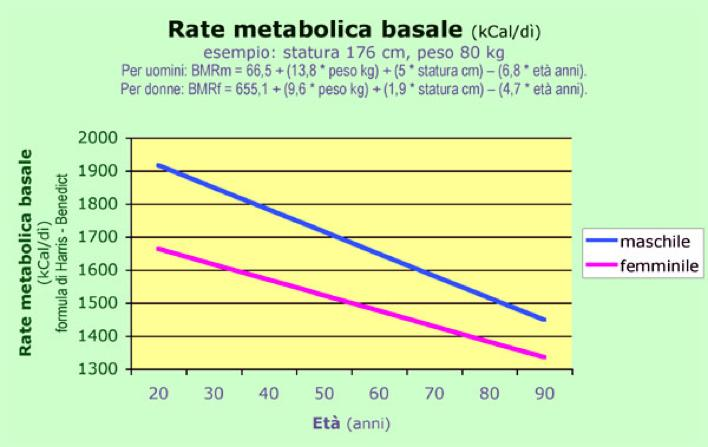 Rate metabolica basale (kCal/dì)
esempio: statura 176 cm, peso 80 kg
Per uomini: BMRm = 66,5 + (13,8 * peso kg) + (5 * statura cm) – (6,8 * età anni).
Per donne: BMRf = 655,1 + (9,6 * peso kg) + (1,9 * statura cm) – (4,7 * età anni).
Rate metabolica basale
(kCal/dì)
formula di Harris - Benedict
2000
1900
1800
1700
1600
1500
1400
1300
maschile
femminile
20 30 40 50 60 70 80 90
Età (anni)